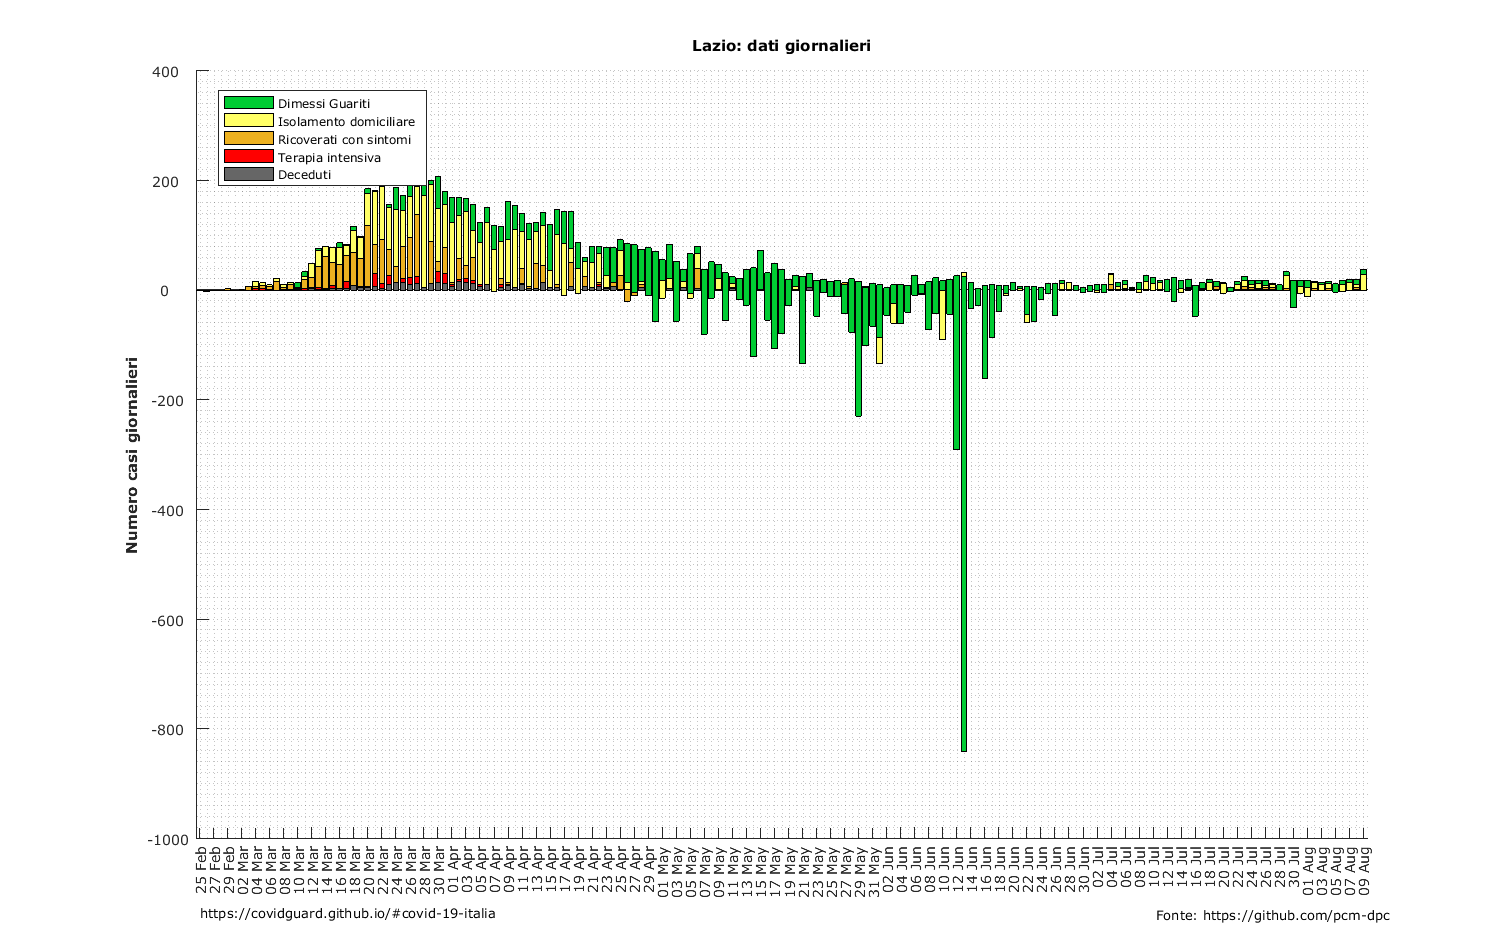 Lazio: dati giornalieri
400
200
0
-200
-400
-600
-800
-1000
Numero casi giornalieri
Dimessi Guariti
Isolamento domiciliare
Ricoverati con sintomi
Terapia intensiva
Deceduti
25 Feb
27 Feb
29 Feb
02 Mar
04 Mar
06 Mar
08 Mar
10 Mar
12 Mar
14 Mar
16 Mar
18 Mar
20 Mar
22 Mar
24 Mar
26 Mar
28 Mar
30 Mar
01 Apr
03 Apr
05 Apr
07 Apr
09 Apr
11 Apr
13 Apr
15 Apr
17 Apr
19 Apr
21 Apr
23 Apr
25 Apr
27 Apr
29 Apr
01 May
03 May
05 May
07 May
09 May
11 May
13 May
15 May
17 May
19 May
21 May
23 May
25 May
27 May
29 May
31 May
02 Jun
04 Jun
06 Jun
08 Jun
10 Jun
12 Jun
14 Jun
16 Jun
18 Jun
20 Jun
22 Jun
24 Jun
26 Jun
28 Jun
30 Jun
02 Jul
04 Jul
06 Jul
08 Jul
10 Jul
12 Jul
14 Jul
16 Jul
18 Jul
20 Jul
22 Jul
24 Jul
26 Jul
28 Jul
30 Jul
01 Aug
03 Aug
05 Aug
07 Aug
09 Aug
https://covidguard.github.io/#covid-19-italia
Fonte: https://github.com/pcm-dpc